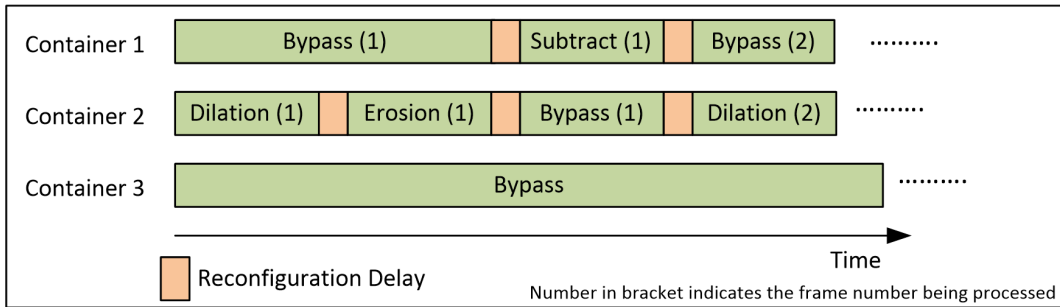 Container 1 Bypass (1) Subtract (1) Bypass (2) ..........
Container 2 Dilation (1) Erosion (1) Bypass (1) Dilation (2) ..........
Container 3 Bypass ..........
Time
Reconfiguration Delay
Number in bracket indicates the frame number being processed